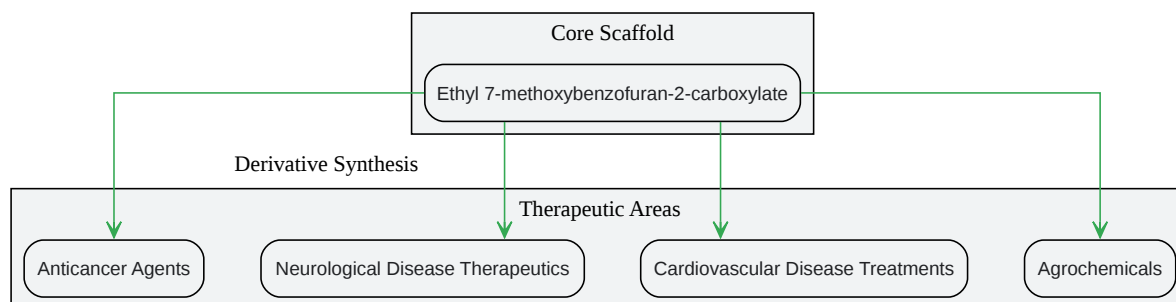 Core Scaffold
Ethyl 7-methoxybenzofuran-2-carboxylate
Derivative Synthesis
Therapeutic Areas
Anticancer Agents
Neurological Disease Therapeutics
Cardiovascular Disease Treatments
Agrochemicals